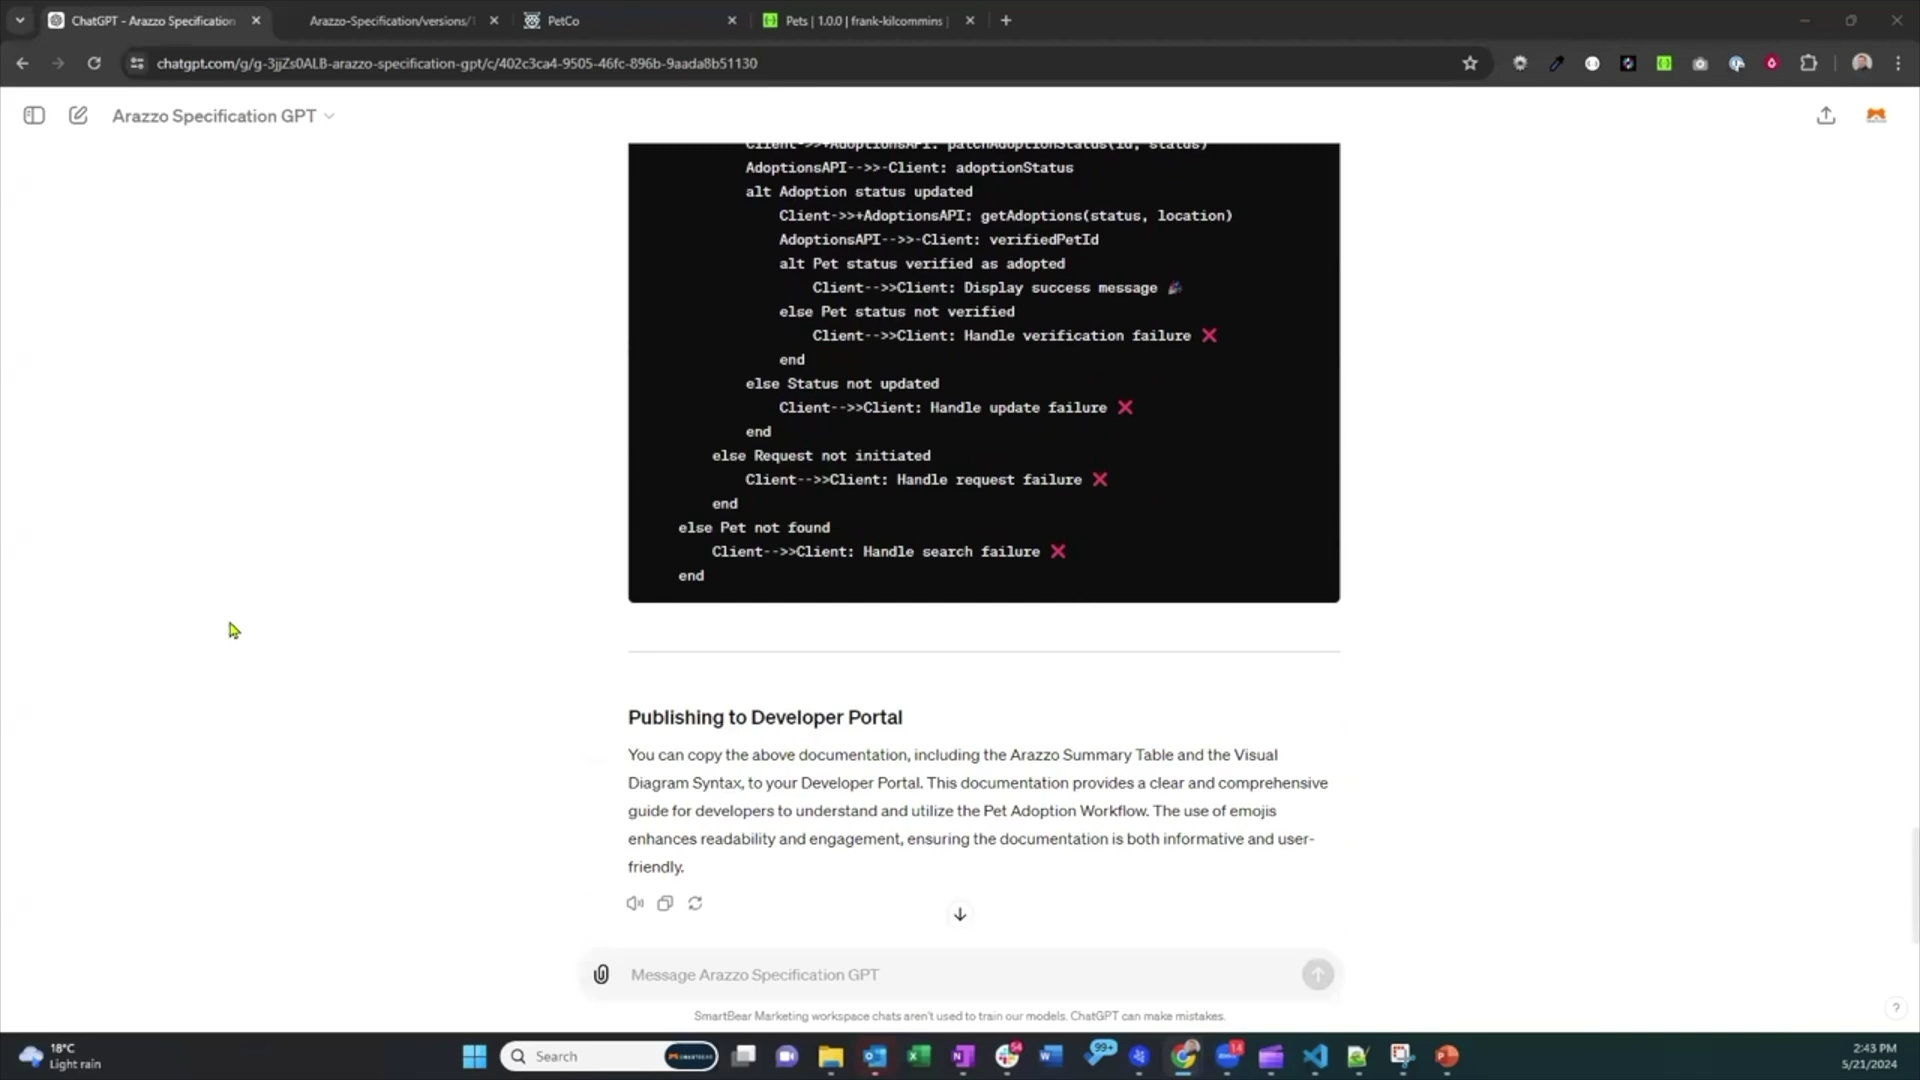 ChatGPT - Arazzo Specification
Arazzo-Specification/versions/1
PetCo
Pets | 1.0.0 | frank-kilcommins |
chatgpt.com/g/g-3jjZs0ALB-arazzo-specification-gpt/c/402c3ca4-9505-46fc-896b-9aada8b51130
Arazzo Specification GPT
Client->>+AdoptionsAPI: patchAdoptionStatus(id, status)
AdoptionsAPI-->>-Client: adoptionStatus
alt Adoption status updated
Client->>+AdoptionsAPI: getAdoptions(status, location)
AdoptionsAPI-->>-Client: verifiedPetId
alt Pet status verified as adopted
Client-->>Client: Display success message 🎉
else Pet status not verified
Client-->>Client: Handle verification failure ❌
end
else Status not updated
Client-->>Client: Handle update failure ❌
end
else Request not initiated
Client-->>Client: Handle request failure ❌
end
else Pet not found
Client-->>Client: Handle search failure ❌
end
Publishing to Developer Portal
You can copy the above documentation, including the Arazzo Summary Table and the Visual
Diagram Syntax, to your Developer Portal. This documentation provides a clear and comprehensive
guide for developers to understand and utilize the Pet Adoption Workflow. The use of emojis
enhances readability and engagement, ensuring the documentation is both informative and user-
friendly.
Message Arazzo Specification GPT
SmartBear Marketing workspace chats aren't used to train our models. ChatGPT can make mistakes.
?
18°C
Light rain
Search
99+
14
2:43 PM
5/21/2024